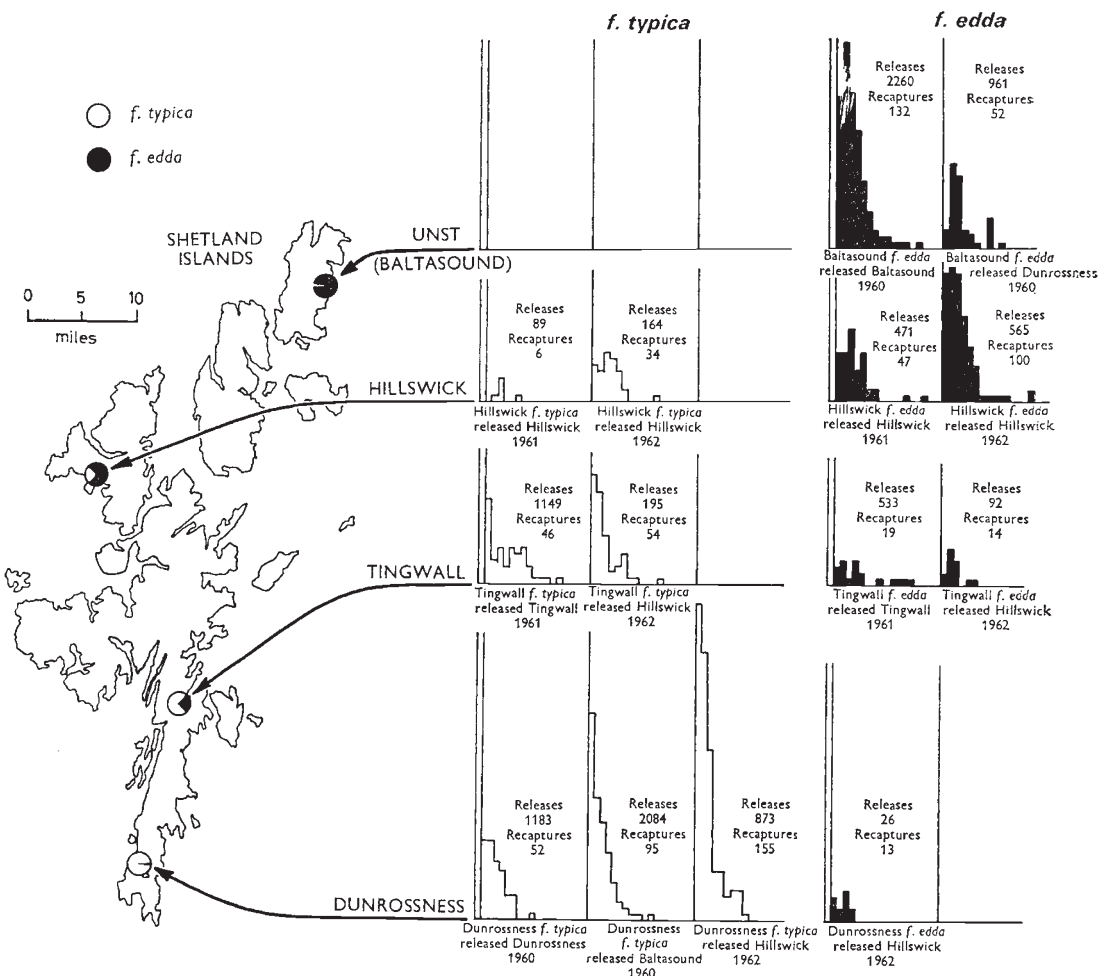 f. typica
f. edda
f. typica
f. edda
SHETLAND
ISLANDS
0 5 10
miles
UNST
(BALTASOUND)
HILLSWICK
TINGWALL
DUNROSSNESS
Releases
2260
Recaptures
132
Baltasound f. edda
released Baltasound
1960
Releases
961
Recaptures
52
Baltasound f. edda
released Dunrossness
1960
Releases
89
Recaptures
6
Hillswick f. typica
released Hillswick
1961
Releases
164
Recaptures
34
Hillswick f. typica
released Hillswick
1962
Releases
471
Recaptures
47
Hillswick f. edda
released Hillswick
1961
Releases
565
Recaptures
100
Hillswick f. edda
released Hillswick
1962
Releases
1149
Recaptures
46
Tingwall f. typica
released Tingwall
1961
Releases
195
Recaptures
54
Tingwall f. typica
released Hillswick
1962
Releases
533
Recaptures
19
Tingwall f. edda
released Tingwall
1961
Releases
92
Recaptures
14
Tingwall f. edda
released Hillswick
1962
Releases
1183
Recaptures
52
Dunrossness f. typica
released Dunrossness
1960
Releases
2084
Recaptures
95
Dunrossness
f. typica
released Baltasound
1960
Releases
873
Recaptures
155
Dunrossness f. typica
released Hillswick
1962
Releases
26
Recaptures
13
Dunrossness f. edda
released Hillswick
1962